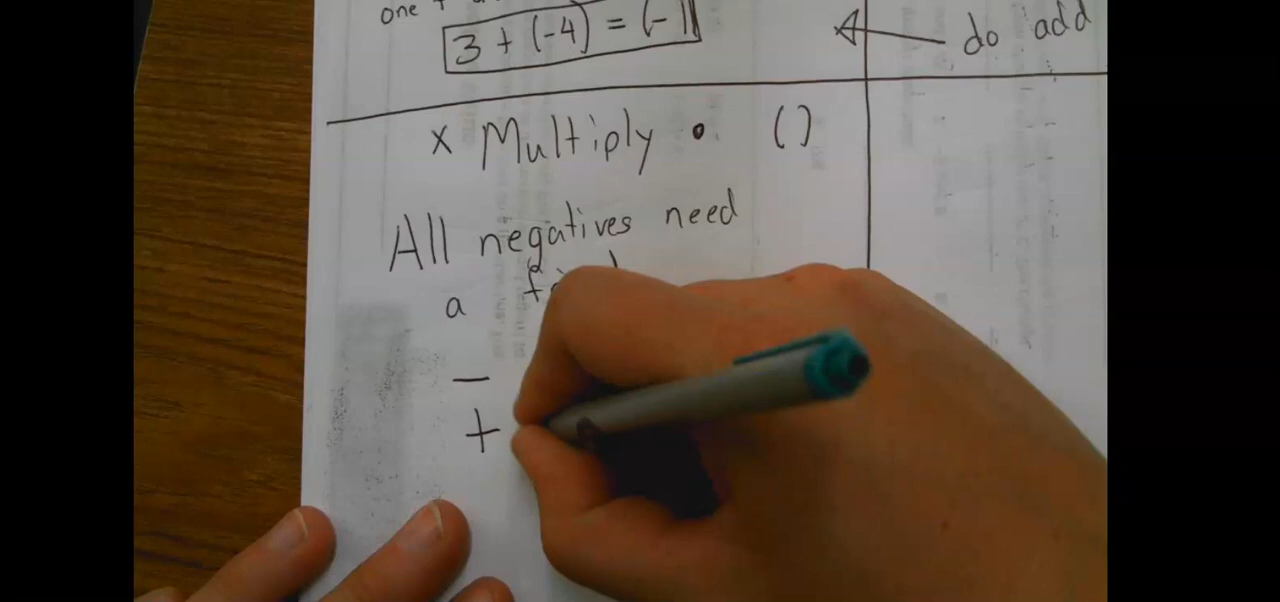 one +
3 + (-4) = (-1)
do add
x Multiply • ()
All negatives need
a
−
+